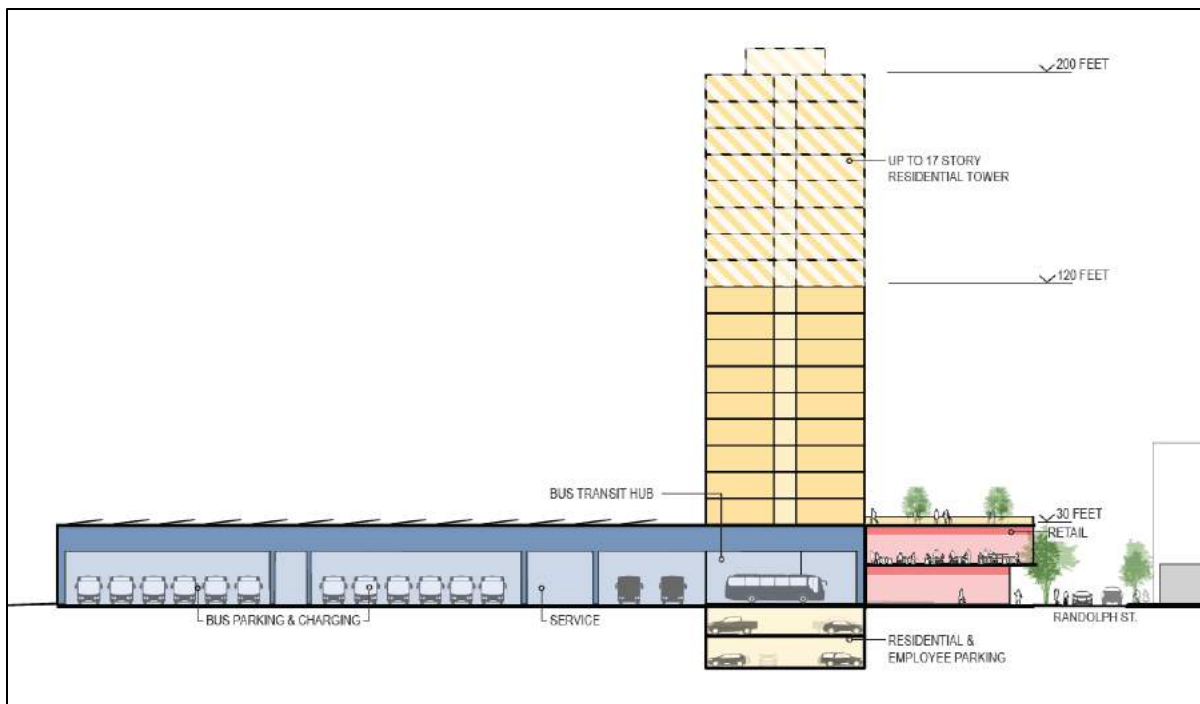 200 FEET
UP TO 17 STORY
RESIDENTIAL TOWER
120 FEET
BUS TRANSIT HUB
30 FEET
RETAIL
BUS PARKING & CHARGING
SERVICE
RANDOLPH ST.
RESIDENTIAL &
EMPLOYEE PARKING